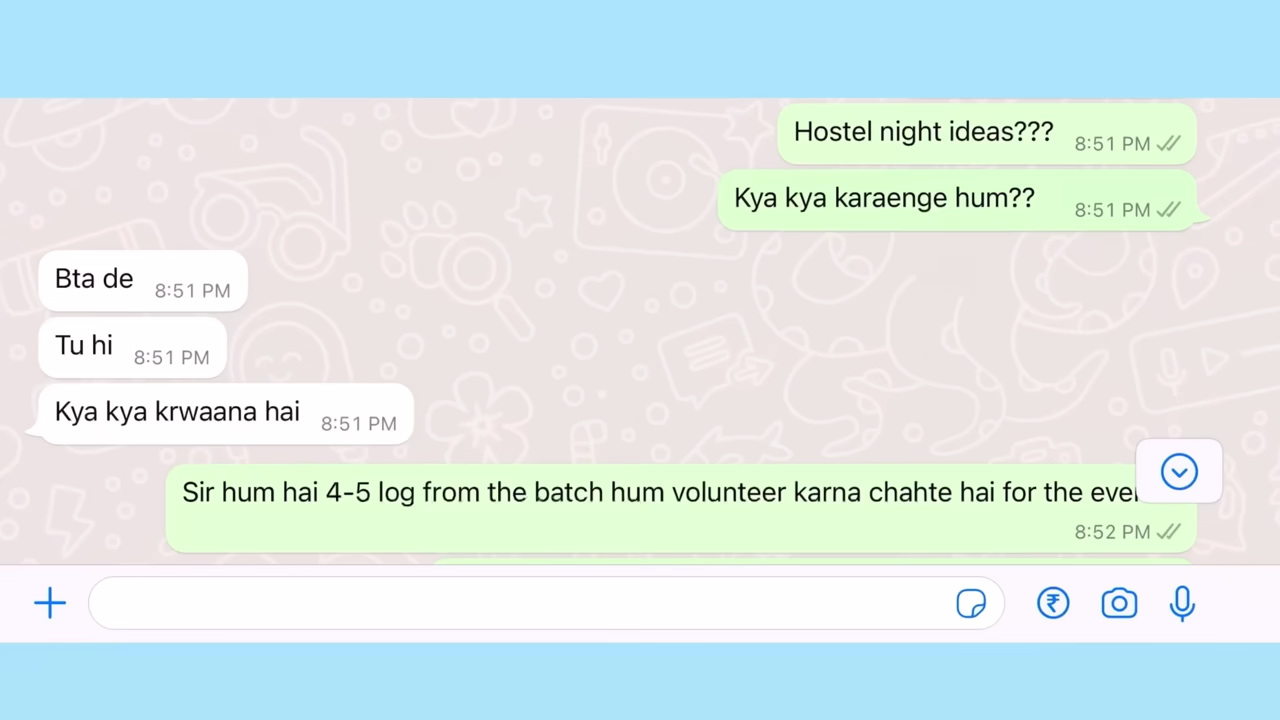 Hostel night ideas??? 8:51 PM
Kya kya karaenge hum?? 8:51 PM
Bta de 8:51 PM
Tu hi 8:51 PM
Kya kya krwaana hai 8:51 PM
Sir hum hai 4-5 log from the batch hum volunteer karna chahte hai for the
8:52 PM